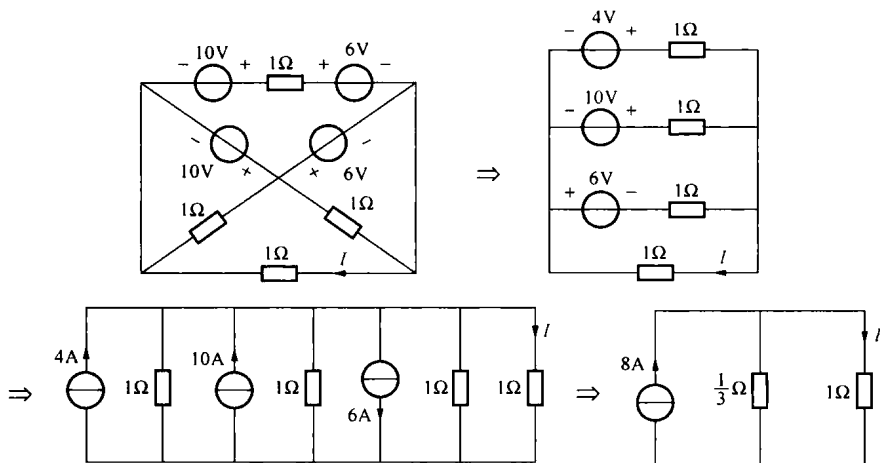 10V 6V
- + 1Ω + -
- -
10V + + 6V
1Ω 1Ω
1Ω I
⇒
4V
- + 1Ω
10V
- + 1Ω
6V
+ - 1Ω
1Ω I
⇒ 4A 1Ω 10A 1Ω 6A 1Ω 1Ω I
⇒ 8A 1/3 Ω 1Ω I